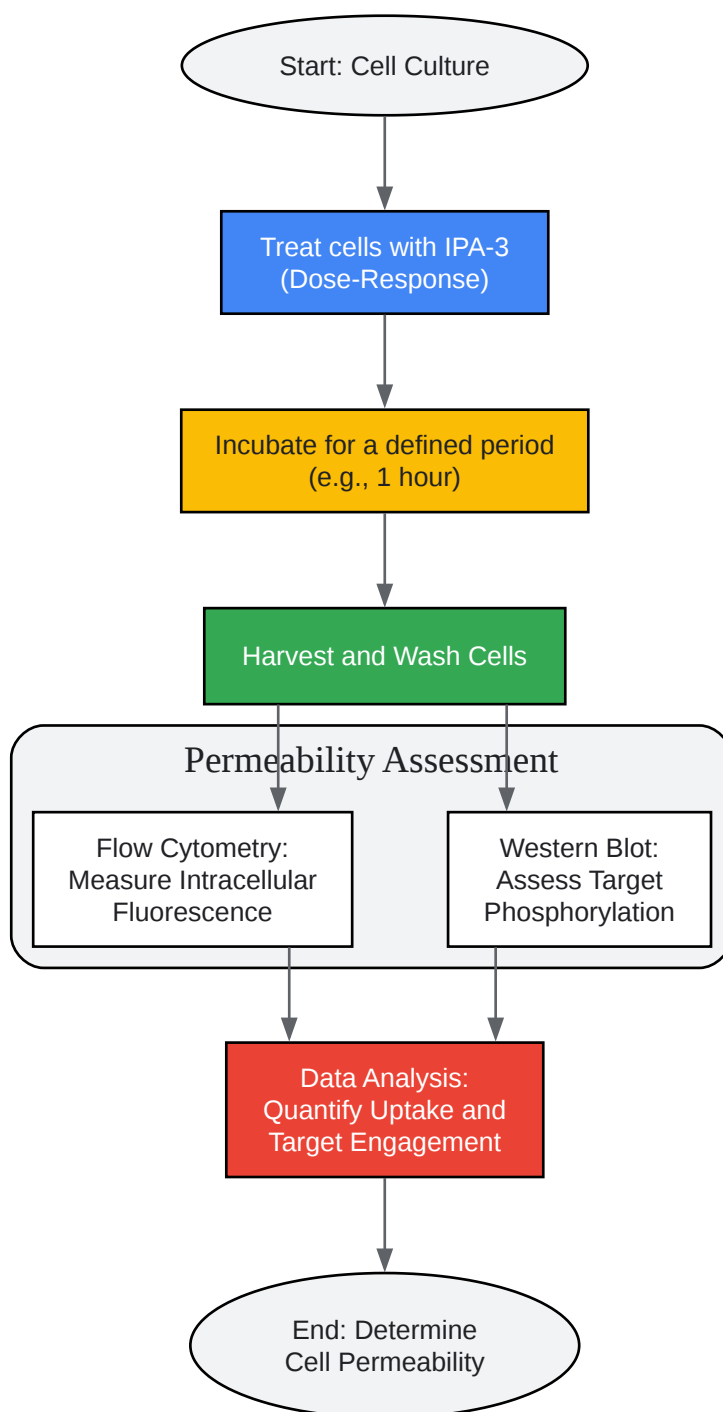 Start: Cell Culture
Treat cells with IPA-3
(Dose-Response)
Incubate for a defined period
(e.g., 1 hour)
Harvest and Wash Cells
Permeability Assessment
Flow Cytometry:
Measure Intracellular
Fluorescence
Western Blot:
Assess Target
Phosphorylation
Data Analysis:
Quantify Uptake and
Target Engagement
End: Determine
Cell Permeability